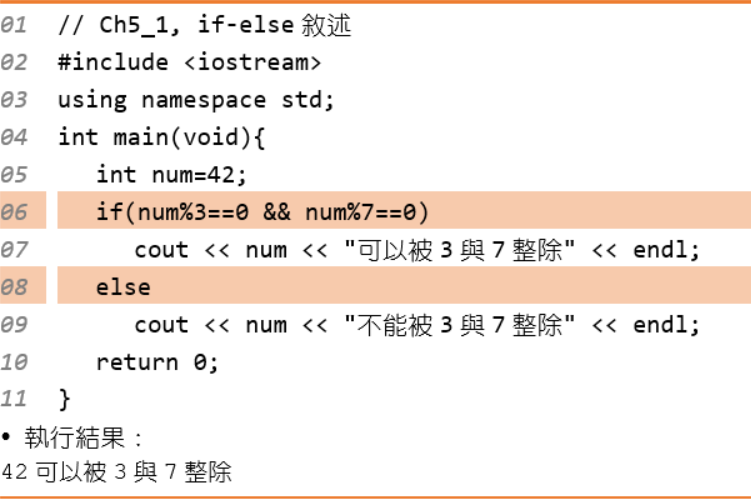 01 // Ch5_1, if-else 敘述
02 #include <iostream>
03 using namespace std;
04 int main(void){
05 int num=42;
06 if(num%3==0 && num%7==0)
07 cout << num << "可以被 3 與 7 整除" << endl;
08 else
09 cout << num << "不能被 3 與 7 整除" << endl;
10 return 0;
11 }
• 執行結果：
42 可以被 3 與 7 整除